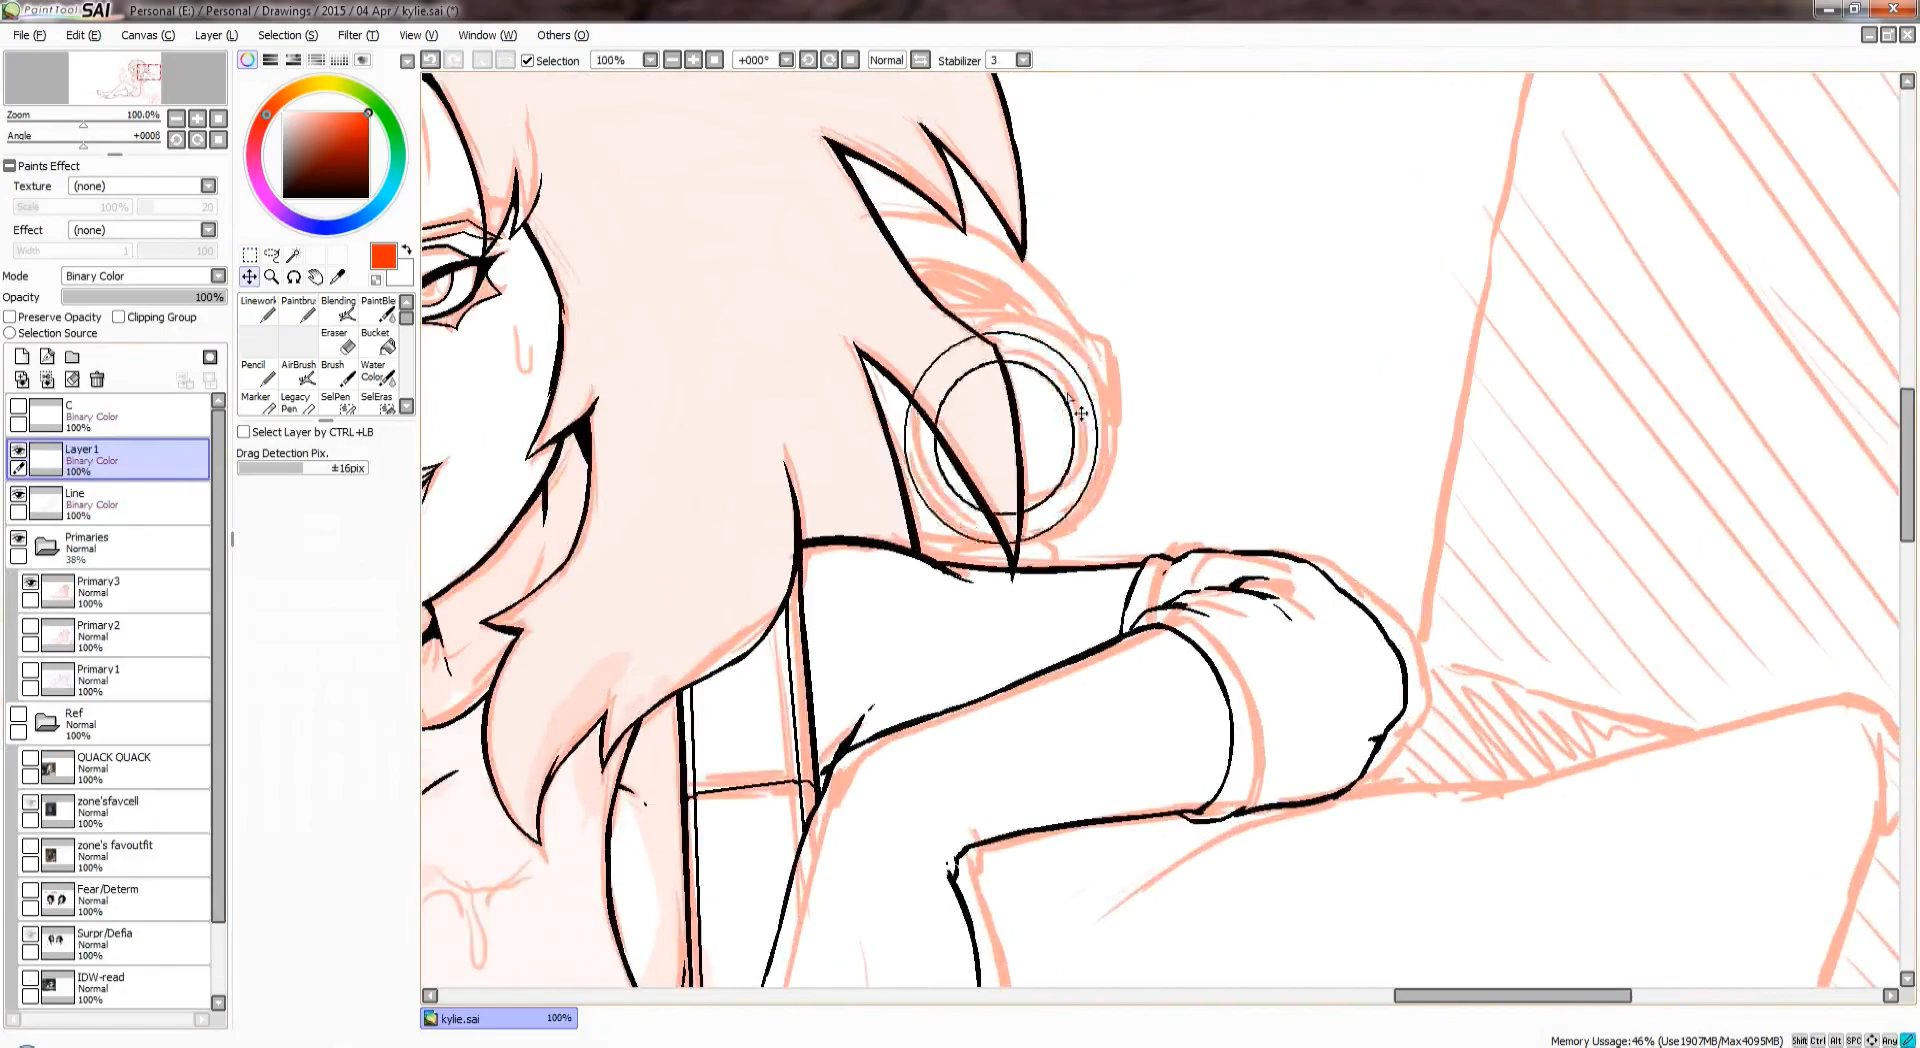 PaintTool SAI Personal (E:) / Personal / Drawings / 2015 / 04 Apr / kylie.sai (*)
File (F) Edit (E) Canvas (C) Layer (L) Selection (S) Filter (T) View (V) Window (W) Others (O)
Selection 100% +000° Normal Stabilizer 3
Zoom 100.0%
Angle
Paints Effect
Texture (none)
Scale 100% 20
Effect (none)
Width 1 100
Mode Binary Color
Opacity 100%
Preserve Opacity Clipping Group
Selection Source
C
Binary Color
100%
Layer1
Binary Color
100%
Line
Binary Color
100%
Primaries
Normal
38%
Primary3
Normal
100%
Primary2
Normal
100%
Primary1
Normal
100%
Ref
Normal
100%
QUACK QUACK
Normal
100%
zone'sfavcell
Normal
100%
zone's favoutfit
Normal
100%
Fear/Determ
Normal
100%
Surpr/Defia
Normal
100%
IDW-read
Normal
100%
Linework Paintbru Blending PaintBle
Eraser Bucket
Pencil AirBrush Brush Water Color
Marker Legacy Pen SelPen SelEras
Select Layer by CTRL+LB
Drag Detection Pix.
±16pix
kylie.sai 100%
Memory Ussage:46% (Use1907MB/Max4095MB) Shift Ctrl Alt SPC Any